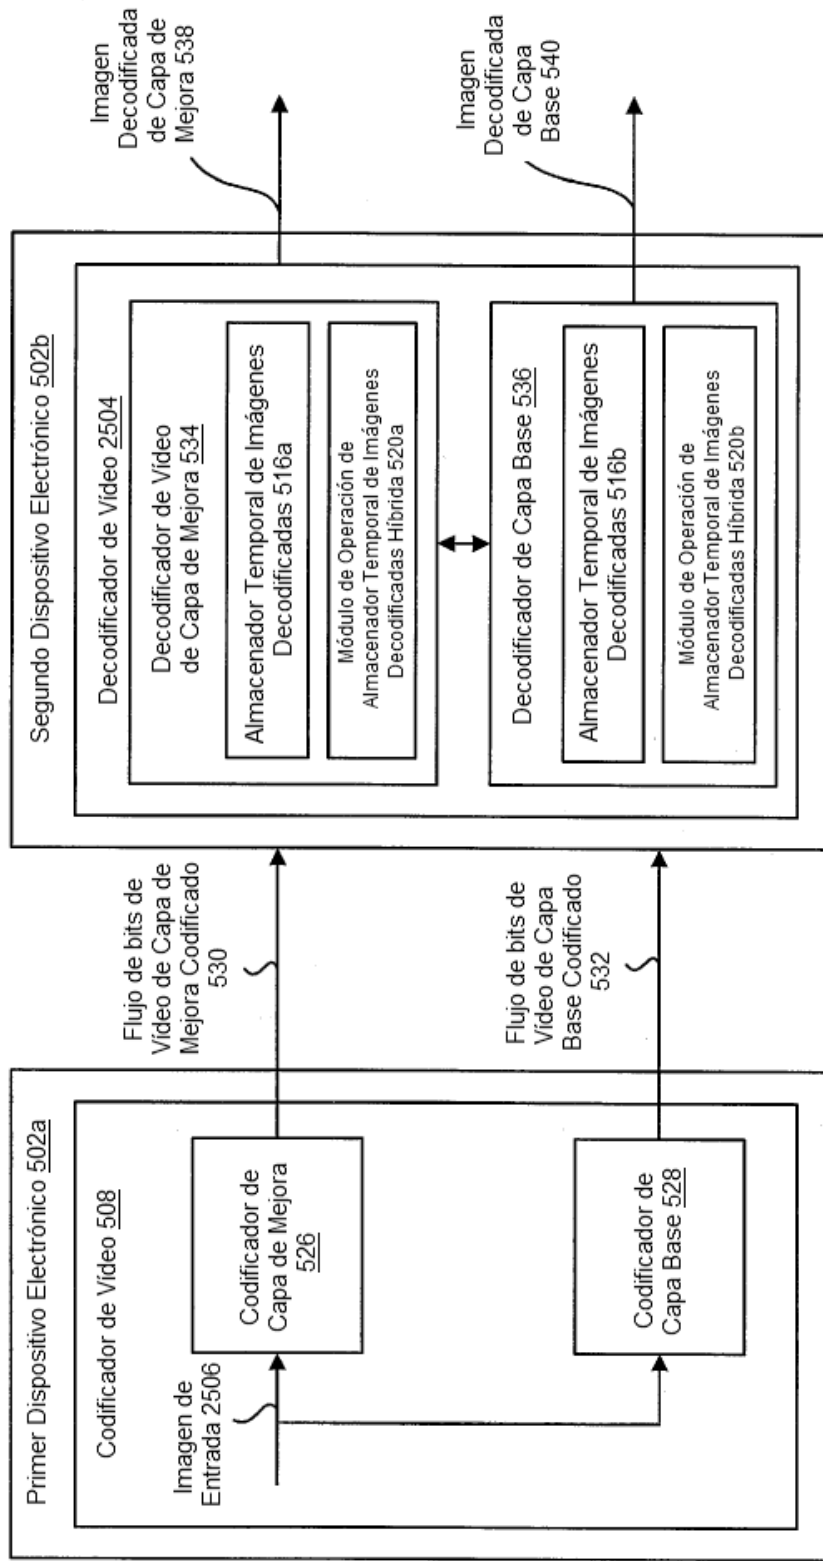 Primer Dispositivo Electrónico 502a
Codificador de Vídeo 508
Imagen de
Entrada 2506
Codificador de
Capa de Mejora
526
Codificador de
Capa Base 528
Flujo de bits de
Vídeo de Capa de
Mejora Codificado
530
Flujo de bits de
Vídeo de Capa
Base Codificado
532
Segundo Dispositivo Electrónico 502b
Decodificador de Vídeo 2504
Decodificador de Vídeo
de Capa de Mejora 534
Almacenador Temporal de Imágenes
Decodificadas 516a
Módulo de Operación de
Almacenador Temporal de Imágenes
Decodificadas Híbrida 520a
Decodificador de Capa Base 536
Almacenador Temporal de Imágenes
Decodificadas 516b
Módulo de Operación de
Almacenador Temporal de Imágenes
Decodificadas Híbrida 520b
Imagen
Decodificada
de Capa de
Mejora 538
Imagen
Decodificada
de Capa
Base 540